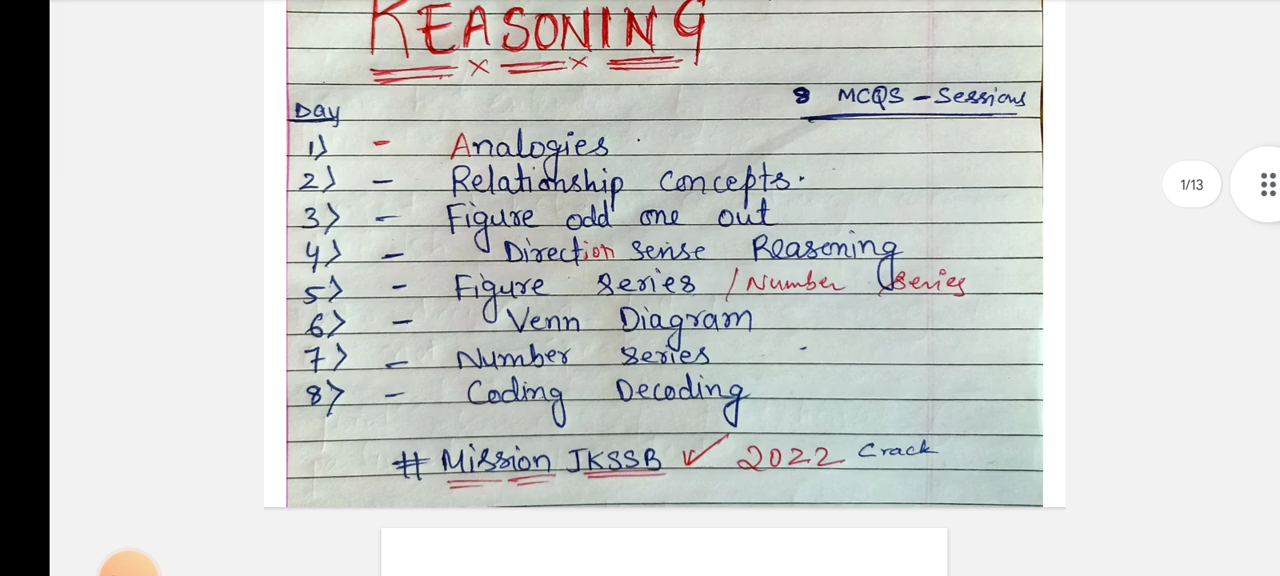 REASONING
Day
8 MCQS - Sessions
1) - Analogies
2) - Relationship concepts.
3) - Figure odd one out
4) - Direction sense Reasoning
5) - Figure series / Number series
6) - Venn Diagram
7) - Number series
8) - Coding Decoding
# Mission JKSSB ✓ 2022 Crack
1/13